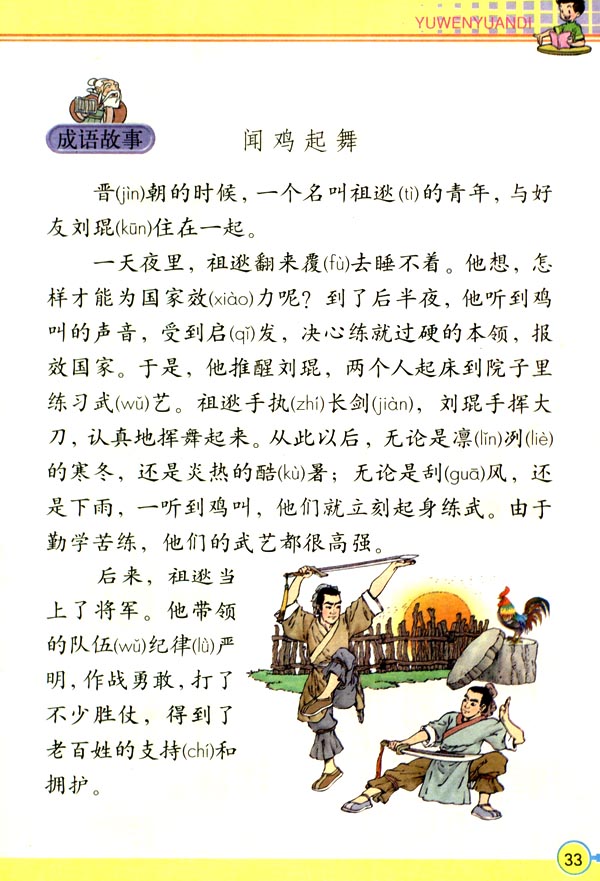 YUWENYUANDI
成语故事
闻鸡起舞
晋(jìn)朝的时候，一个名叫祖逖(tì)的青年，与好
友刘琨(kūn)住在一起。
一天夜里，祖逖翻来覆(fù)去睡不着。他想，怎
样才能为国家效(xiào)力呢？到了后半夜，他听到鸡
叫的声音，受到启(qǐ)发，决心练就过硬的本领，报
效国家。于是，他推醒刘琨，两个人起床到院子里
练习武(wǔ)艺。祖逖手执(zhí)长剑(jiàn)，刘琨手挥大
刀，认真地挥舞起来。从此以后，无论是凛(lǐn)冽(liè)
的寒冬，还是炎热的酷(kù)暑；无论是刮(guā)风，还
是下雨，一听到鸡叫，他们就立刻起身练武。由于
勤学苦练，他们的武艺都很高强。
后来，祖逖当
上了将军。他带领
的队伍(wǔ)纪律(lǜ)严
明，作战勇敢，打了
不少胜仗，得到了
老百姓的支持(chí)和
拥护。
33